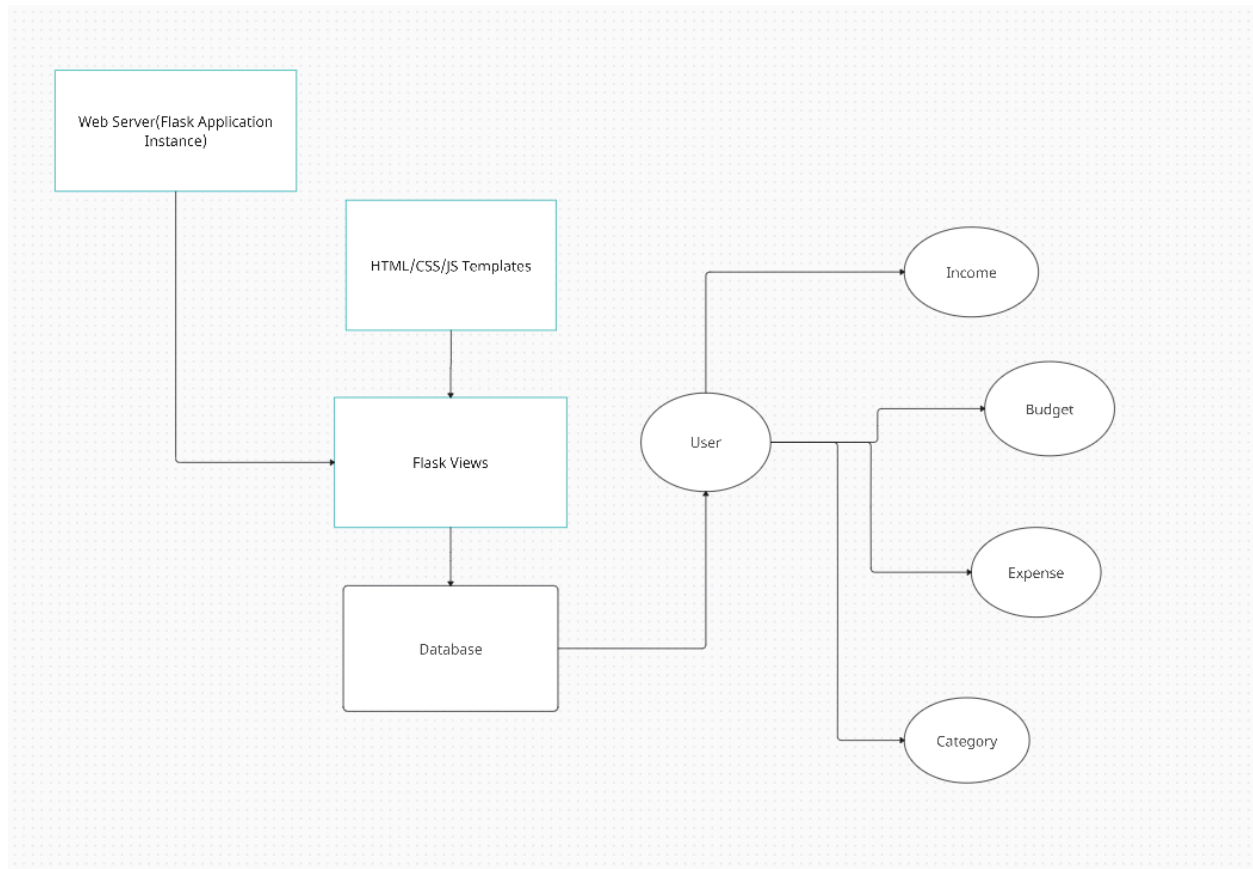 Web Server(Flask Application
Instance)
HTML/CSS/JS Templates
Income
Budget
User
Flask Views
Expense
Database
Category